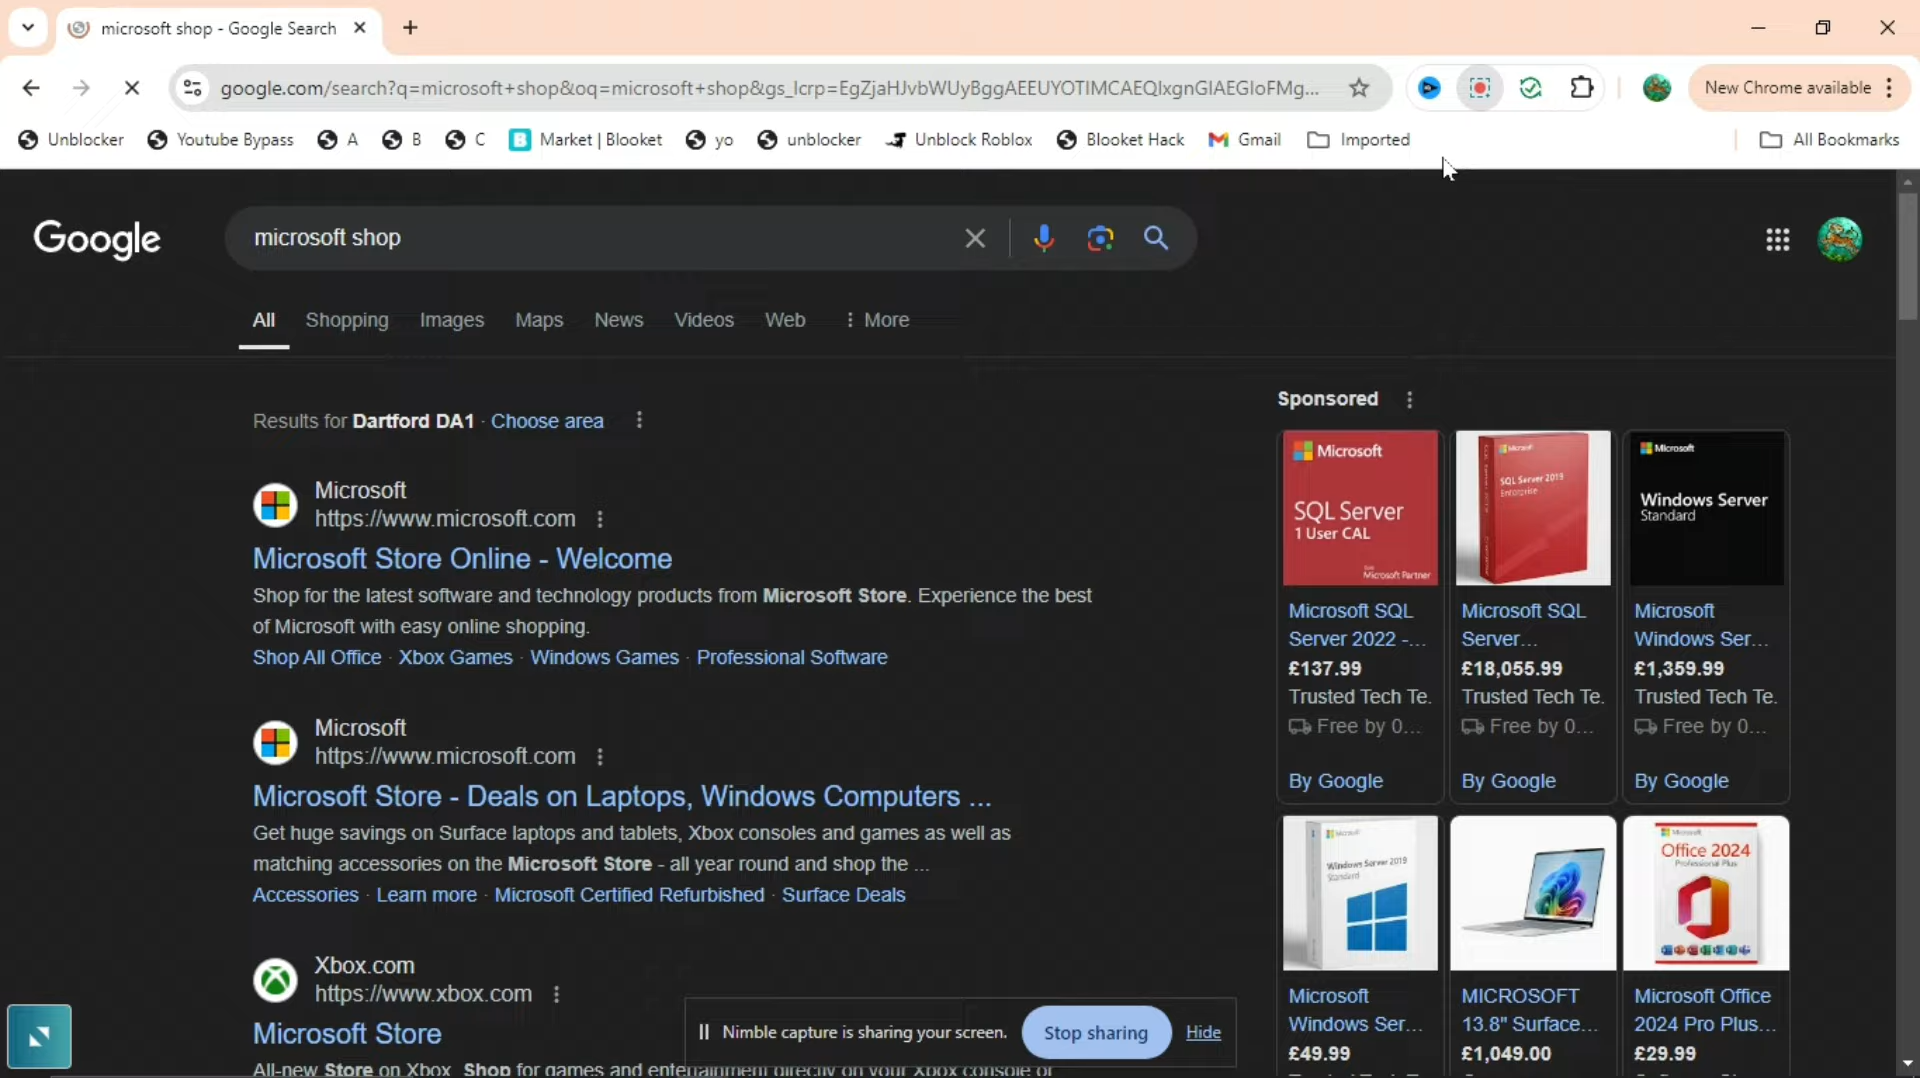 microsoft shop - Google Search
google.com/search?q=microsoft+shop&oq=microsoft+shop&gs_lcrp=EgZjaHJvbWUyBggAEEUYOTIMCAEQIxgnGIAEGIoFMg...
New Chrome available
Unblocker Youtube Bypass A B C Market | Blooket yo unblocker Unblock Roblox Blooket Hack Gmail Imported All Bookmarks
Google
microsoft shop
All Shopping Images Maps News Videos Web More
Results for Dartford DA1 · Choose area
Microsoft
https://www.microsoft.com
Microsoft Store Online - Welcome
Shop for the latest software and technology products from Microsoft Store. Experience the best
of Microsoft with easy online shopping.
Shop All Office · Xbox Games · Windows Games · Professional Software
Microsoft
https://www.microsoft.com
Microsoft Store - Deals on Laptops, Windows Computers ...
Get huge savings on Surface laptops and tablets, Xbox consoles and games as well as
matching accessories on the Microsoft Store - all year round and shop the ...
Accessories · Learn more · Microsoft Certified Refurbished · Surface Deals
Xbox.com
https://www.xbox.com
Microsoft Store
All-new Store on Xbox Shop for games and entertainment directly on your Xbox console or
Sponsored
Microsoft
SQL Server
1 User CAL
Microsoft Partner
Microsoft SQL
Server 2022 -...
£137.99
Trusted Tech Te.
Free by 0...
By Google
Microsoft
SQL Server 2019
Enterprise
Microsoft SQL
Server...
£18,055.99
Trusted Tech Te.
Free by 0...
By Google
Microsoft
Windows Server
Standard
Microsoft
Windows Ser...
£1,359.99
Trusted Tech Te.
Free by 0...
By Google
Microsoft
Windows Server 2019
Standard
Microsoft
Windows Ser...
£49.99
MICROSOFT
13.8" Surface...
£1,049.00
Microsoft
Office 2024
Professional Plus
Microsoft Office
2024 Pro Plus...
£29.99
Nimble capture is sharing your screen. Stop sharing Hide